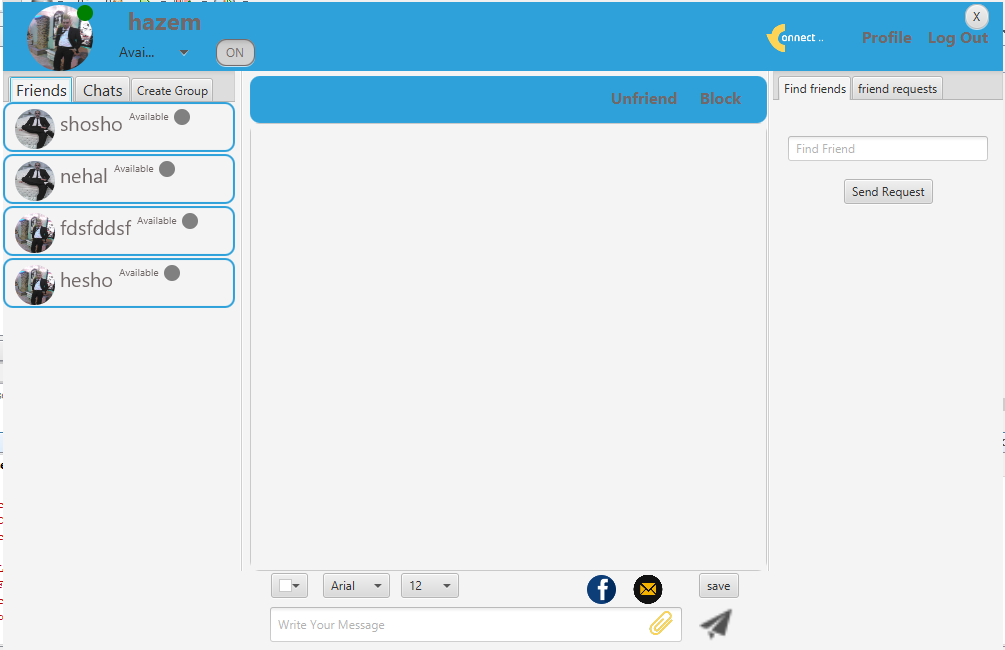 hazem
Avai...
ON
onnect ..
Profile
Log Out
X
Friends
Chats
Create Group
shosho Available
nehal Available
fdsfddsf Available
hesho Available
Unfriend
Block
Find friends
friend requests
Find Friend
Send Request
Arial
12
save
Write Your Message